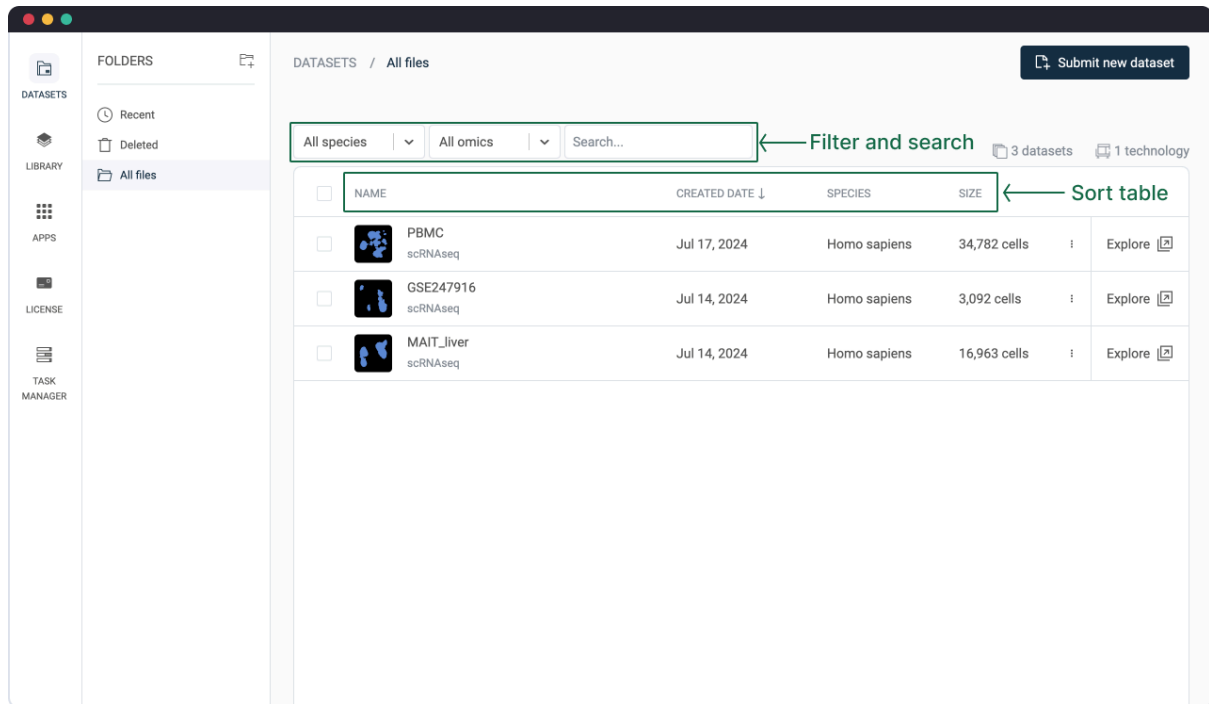 DATASETS
LIBRARY
APPS
LICENSE
TASK
MANAGER
FOLDERS
Recent
Deleted
All files
DATASETS / All files
Submit new dataset
All species
All omics
Search...
Filter and search
3 datasets
1 technology
NAME
CREATED DATE ↓
SPECIES
SIZE
Sort table
PBMC
scRNAseq
Jul 17, 2024
Homo sapiens
34,782 cells
Explore
GSE247916
scRNAseq
Jul 14, 2024
Homo sapiens
3,092 cells
Explore
MAIT_liver
scRNAseq
Jul 14, 2024
Homo sapiens
16,963 cells
Explore